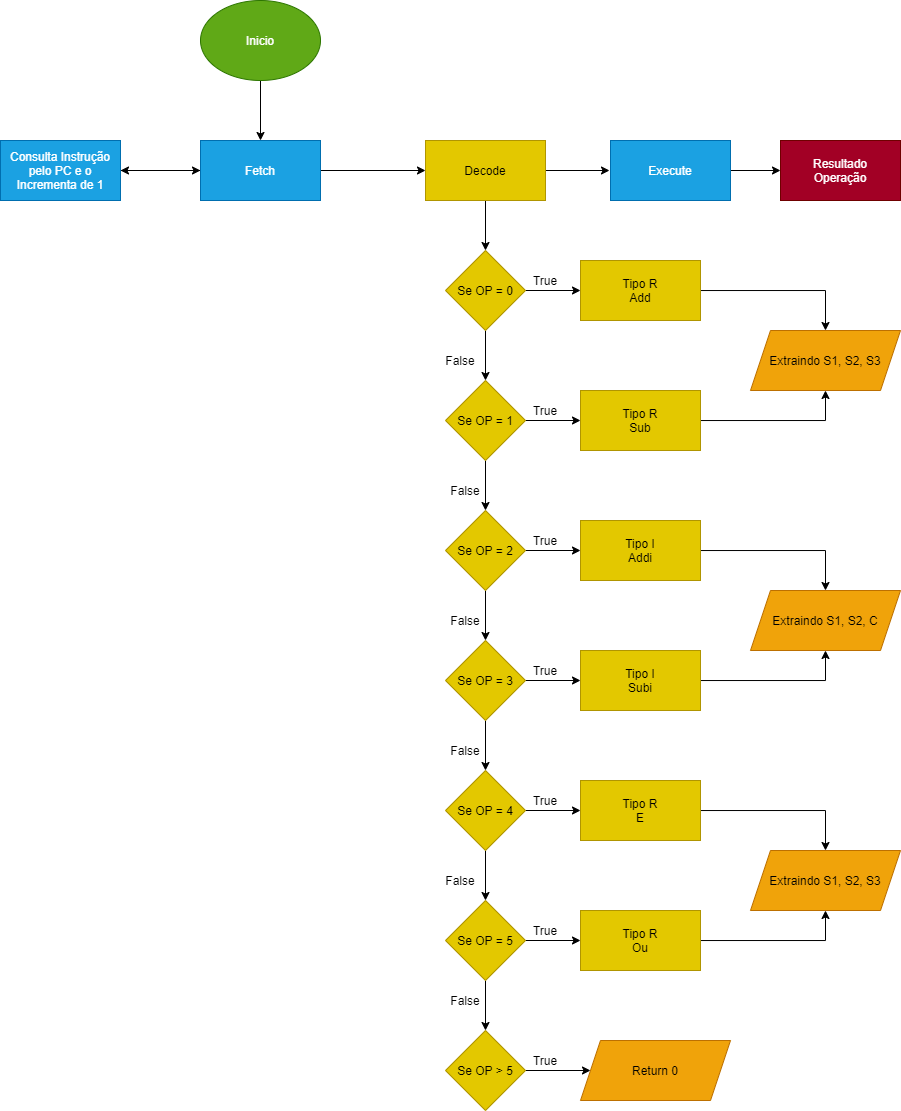 Inicio
Consulta Instrução
pelo PC e o
Incrementa de 1
Fetch
Decode
Execute
Resultado
Operação
Se OP = 0
True
Tipo R
Add
Extraindo S1, S2, S3
False
Se OP = 1
True
Tipo R
Sub
False
Se OP = 2
True
Tipo I
Addi
Extraindo S1, S2, C
False
Se OP = 3
True
Tipo I
Subi
False
Se OP = 4
True
Tipo R
E
Extraindo S1, S2, S3
False
Se OP = 5
True
Tipo R
Ou
False
Se OP > 5
True
Return 0